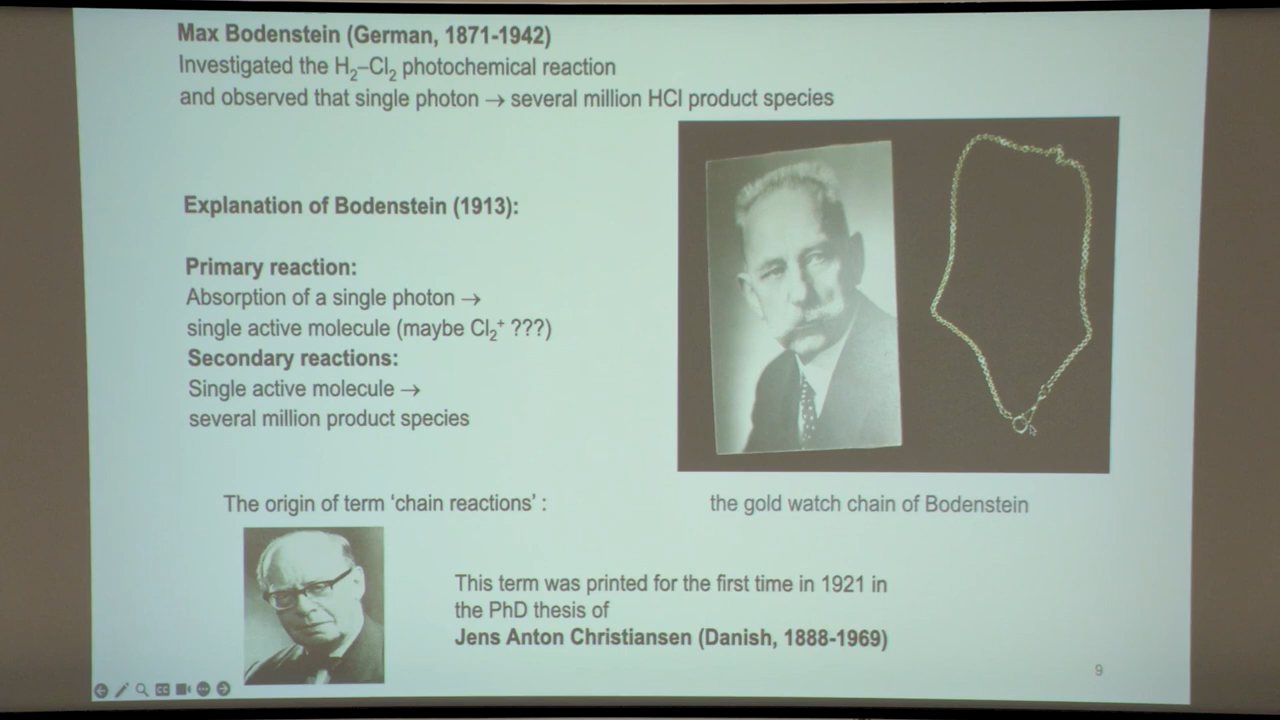 Max Bodenstein (German, 1871-1942)
Investigated the H₂–Cl₂ photochemical reaction
and observed that single photon → several million HCl product species
Explanation of Bodenstein (1913):
Primary reaction:
Absorption of a single photon →
single active molecule (maybe Cl₂⁺ ???)
Secondary reactions:
Single active molecule →
several million product species
The origin of term ‘chain reactions’ :
the gold watch chain of Bodenstein
This term was printed for the first time in 1921 in
the PhD thesis of
Jens Anton Christiansen (Danish, 1888-1969)
9